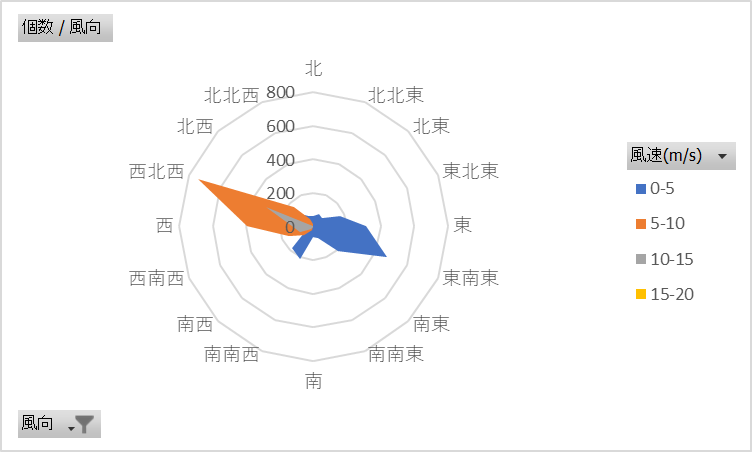 個数 / 風向
北
北北東
北東
東北東
東
東南東
南東
南南東
南
南南西
南西
西南西
西
西北西
北西
北北西
800
600
400
200
0
風速(m/s)
0-5
5-10
10-15
15-20
風向